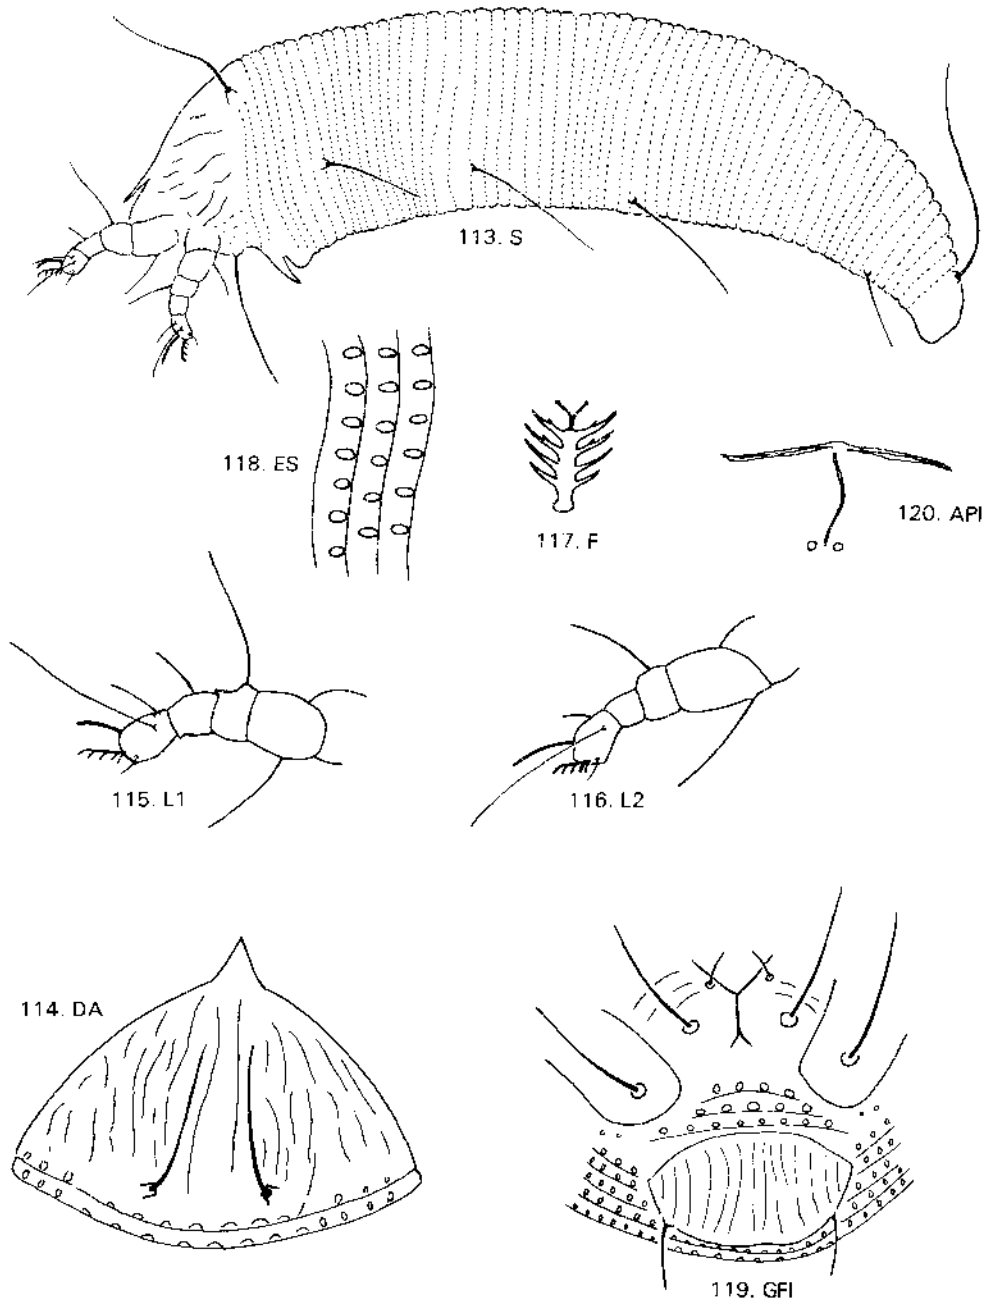 113. S
118. ES
117. F
120. API
115. L1
116. L2
114. DA
119. GFI